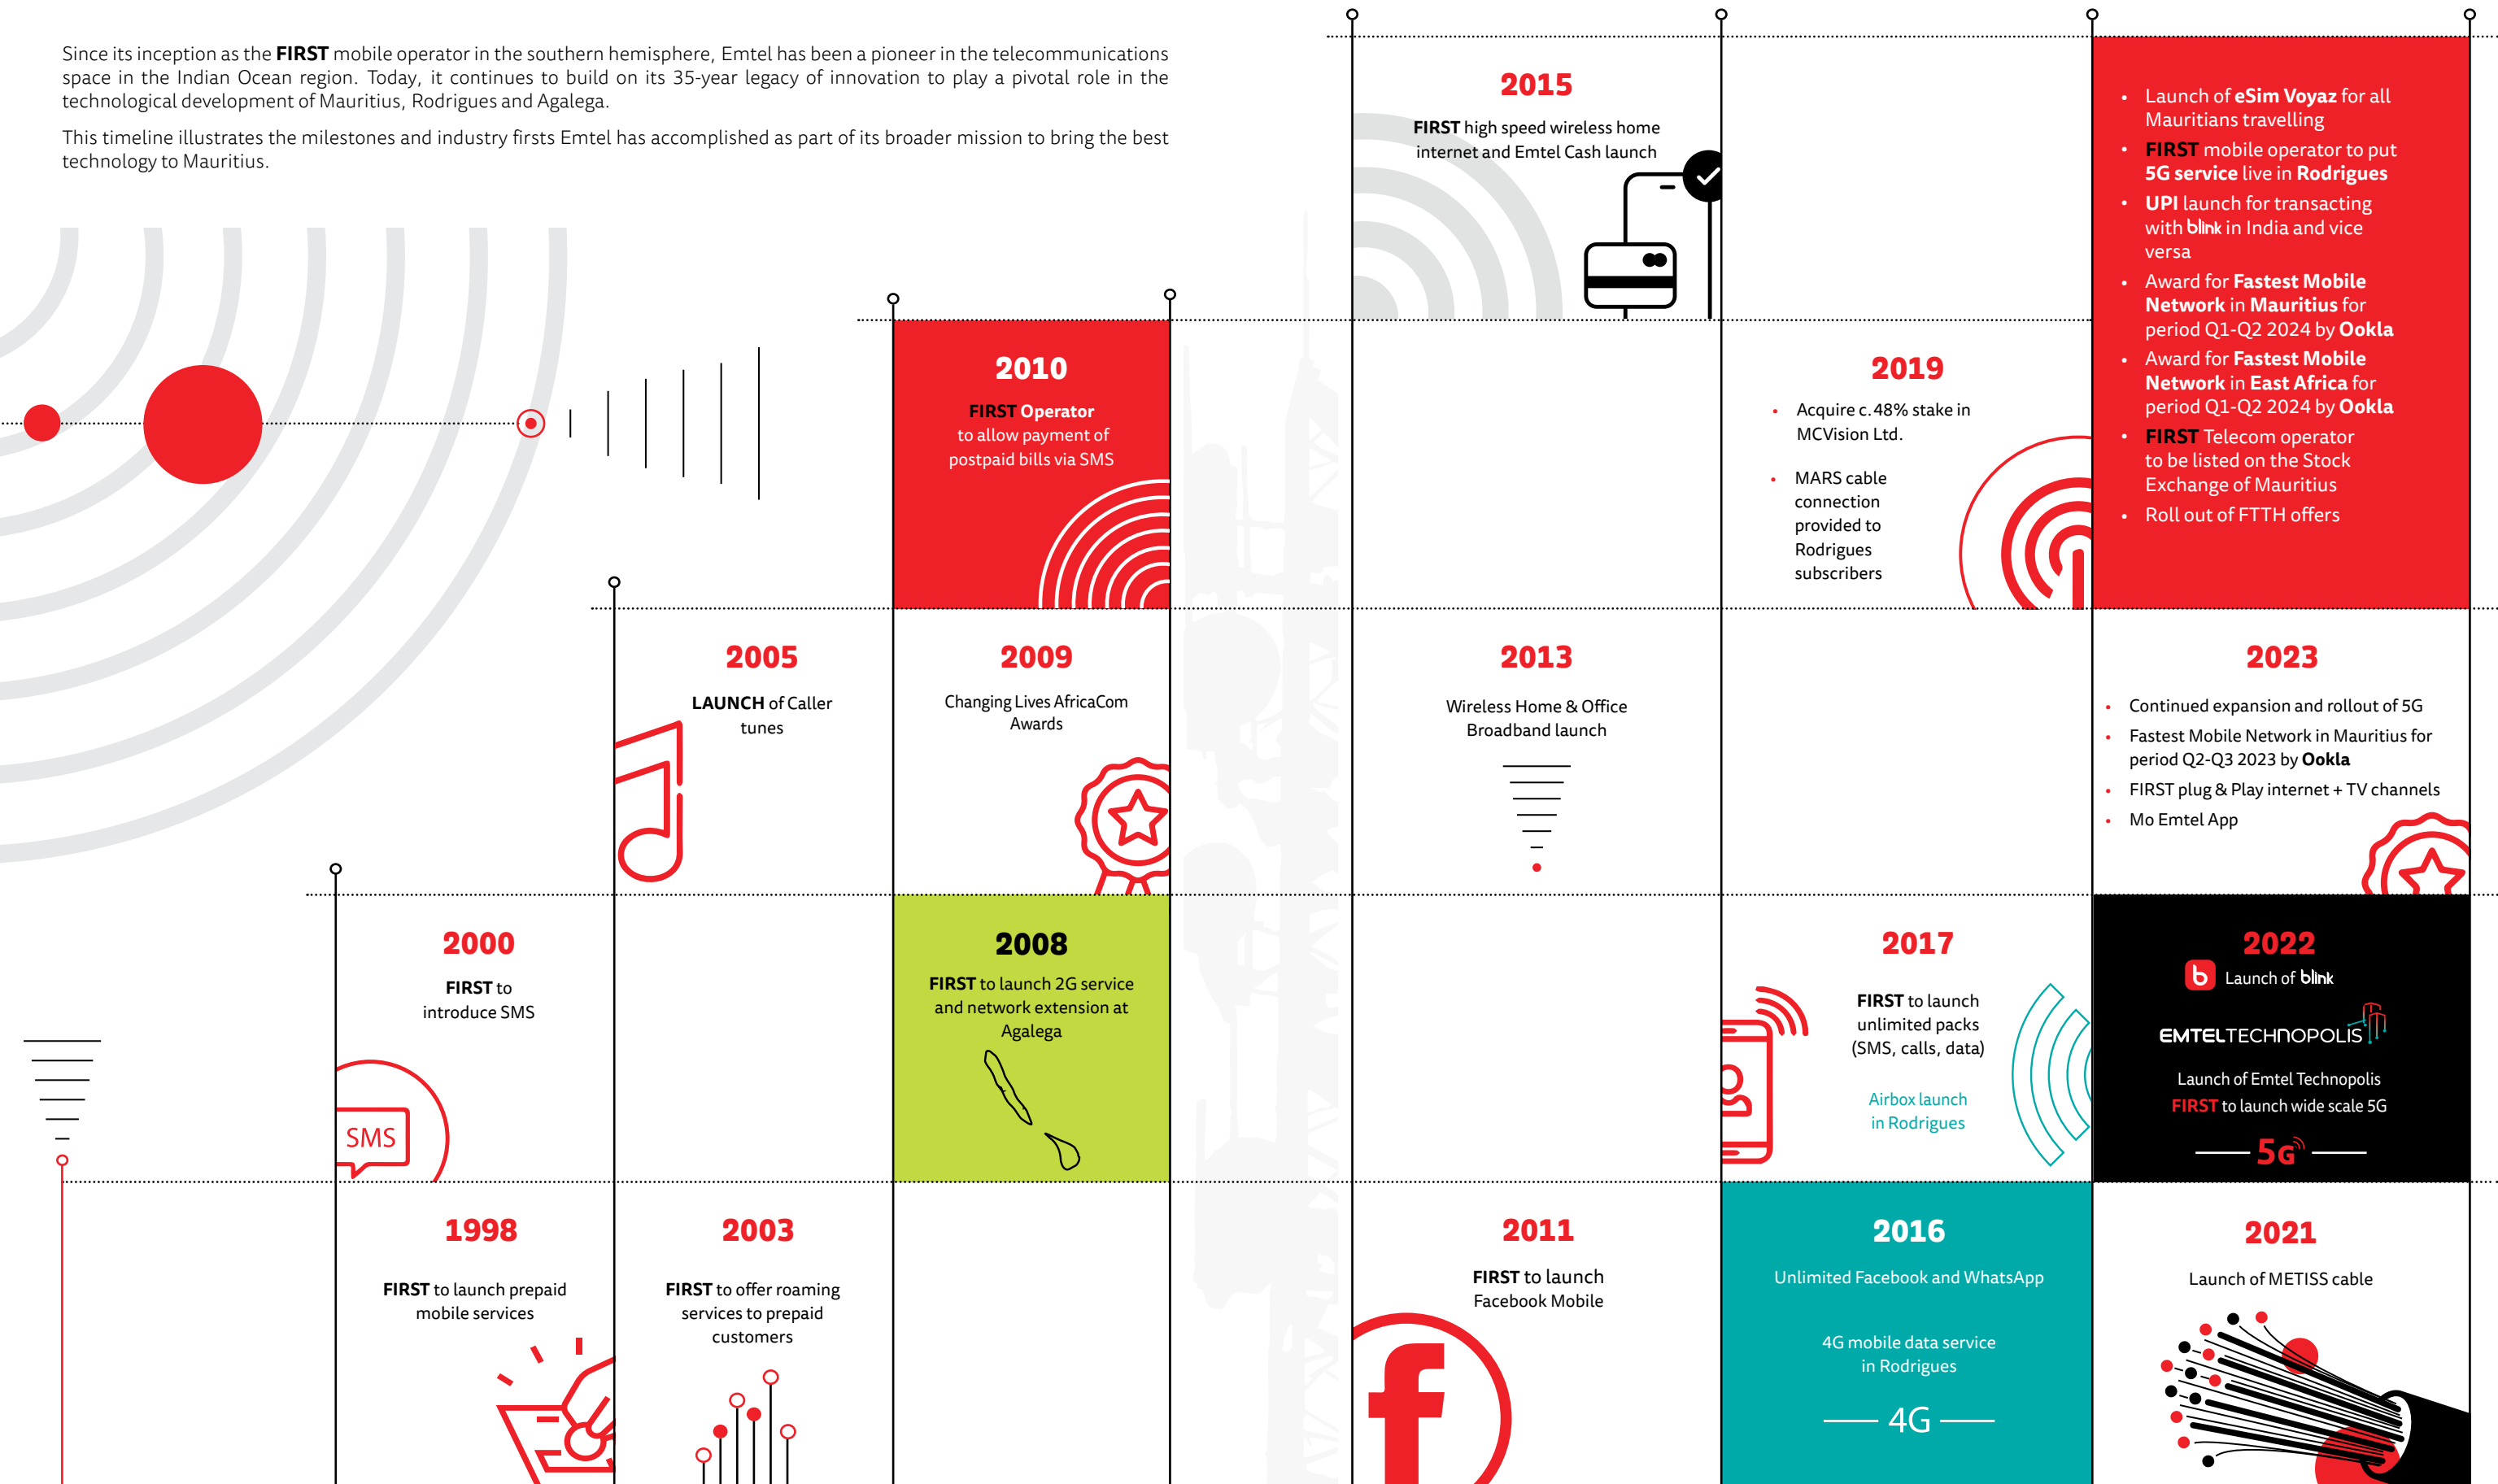 Since its inception as the FIRST mobile operator in the southern hemisphere, Emtel has been a pioneer in the telecommunications
space in the Indian Ocean region. Today, it continues to build on its 35-year legacy of innovation to play a pivotal role in the
technological development of Mauritius, Rodrigues and Agalega.
This timeline illustrates the milestones and industry firsts Emtel has accomplished as part of its broader mission to bring the best
technology to Mauritius.
2015
FIRST high speed wireless home
internet and Emtel Cash launch
• Launch of eSim Voyaz for all
Mauritians travelling
• FIRST mobile operator to put
5G service live in Rodrigues
• UPI launch for transacting
with blink in India and vice
versa
• Award for Fastest Mobile
Network in Mauritius for
period Q1-Q2 2024 by Ookla
• Award for Fastest Mobile
Network in East Africa for
period Q1-Q2 2024 by Ookla
• FIRST Telecom operator
to be listed on the Stock
Exchange of Mauritius
• Roll out of FTTH offers
2010
FIRST Operator
to allow payment of
postpaid bills via SMS
2019
• Acquire c.48% stake in
MCVision Ltd.
• MARS cable
connection
provided to
Rodrigues
subscribers
2005
LAUNCH of Caller
tunes
2009
Changing Lives AfricaCom
Awards
2013
Wireless Home & Office
Broadband launch
2023
• Continued expansion and rollout of 5G
• Fastest Mobile Network in Mauritius for
period Q2-Q3 2023 by Ookla
• FIRST plug & Play internet + TV channels
• Mo Emtel App
2000
FIRST to
introduce SMS
SMS
2008
FIRST to launch 2G service
and network extension at
Agalega
2017
FIRST to launch
unlimited packs
(SMS, calls, data)
Airbox launch
in Rodrigues
2022
b Launch of blink
EMTELTECHNOPOLIS
Launch of Emtel Technopolis
FIRST to launch wide scale 5G
5G
1998
FIRST to launch prepaid
mobile services
2003
FIRST to offer roaming
services to prepaid
customers
2011
FIRST to launch
Facebook Mobile
f
2016
Unlimited Facebook and WhatsApp
4G mobile data service
in Rodrigues
4G
2021
Launch of METISS cable